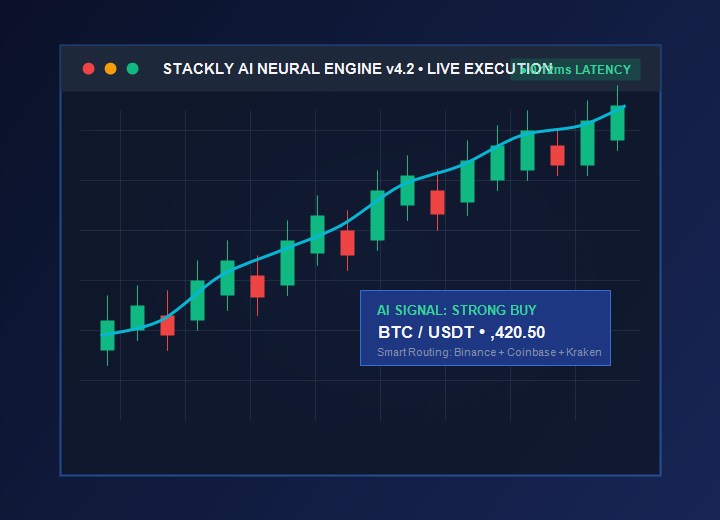 STACKLY AI NEURAL ENGINE v4.2 • LIVE EXECUTION
LATENCY
AI SIGNAL: STRONG BUY
BTC / USDT • ,420.50
Smart Routing: Binance + Coinbase + Kraken